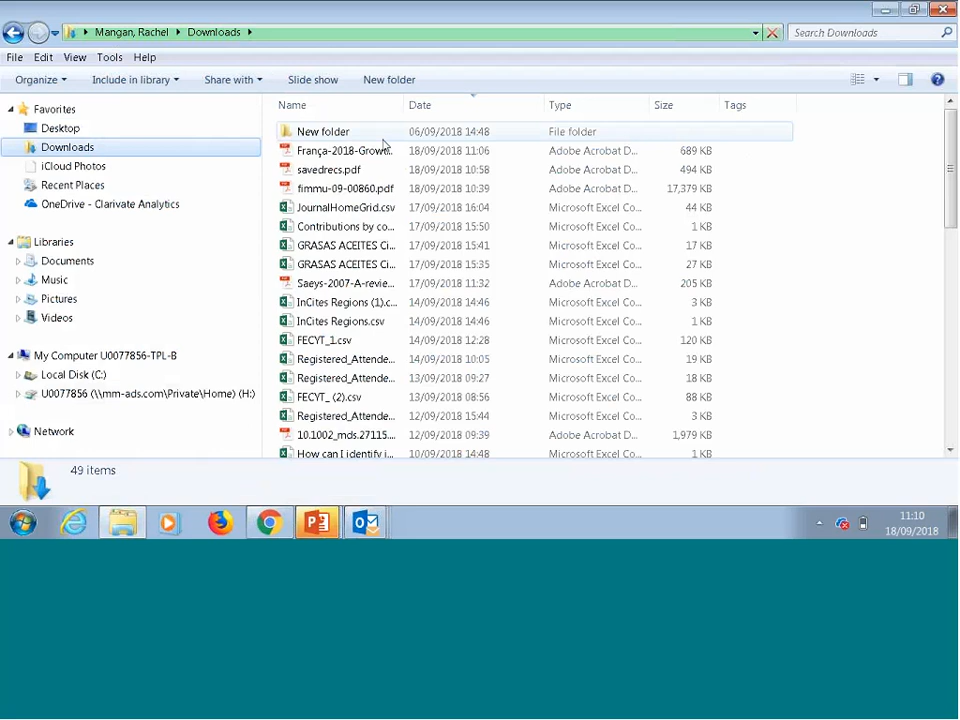 Mangan, Rachel Downloads Search Downloads
File Edit View Tools Help
Organize Include in library Share with Slide show New folder
Name Date Type Size Tags
Favorites
Desktop
Downloads
iCloud Photos
Recent Places
OneDrive - Clarivate Analytics
Libraries
Documents
Music
Pictures
Videos
My Computer U0077856-TPL-B
Local Disk (C:)
U0077856 (\\mm-ads.com\Private\Home) (H:)
Network
New folder 06/09/2018 14:48 File folder
França-2018-Growt... 18/09/2018 11:06 Adobe Acrobat D... 689 KB
savedrecs.pdf 18/09/2018 10:58 Adobe Acrobat D... 494 KB
fimmu-09-00860.pdf 18/09/2018 10:39 Adobe Acrobat D... 17,379 KB
JournalHomeGrid.csv 17/09/2018 16:04 Microsoft Excel Co... 44 KB
Contributions by co... 17/09/2018 15:50 Microsoft Excel Co... 1 KB
GRASAS ACEITES Ci... 17/09/2018 15:41 Microsoft Excel Co... 17 KB
GRASAS ACEITES Ci... 17/09/2018 15:35 Microsoft Excel Co... 27 KB
Saeys-2007-A-revie... 17/09/2018 11:32 Adobe Acrobat D... 205 KB
InCites Regions (1).c... 14/09/2018 14:46 Microsoft Excel Co... 3 KB
InCites Regions.csv 14/09/2018 14:46 Microsoft Excel Co... 1 KB
FECYT_1.csv 14/09/2018 12:28 Microsoft Excel Co... 120 KB
Registered_Attende... 14/09/2018 10:05 Microsoft Excel Co... 19 KB
Registered_Attende... 13/09/2018 09:27 Microsoft Excel Co... 18 KB
FECYT_ (2).csv 13/09/2018 08:56 Microsoft Excel Co... 88 KB
Registered_Attende... 12/09/2018 15:44 Microsoft Excel Co... 3 KB
10.1002_mds.27115.... 12/09/2018 09:39 Adobe Acrobat D... 1,979 KB
How can I identify i... 10/09/2018 14:48 Microsoft Excel Co... 1 KB
49 items
11:10
18/09/2018